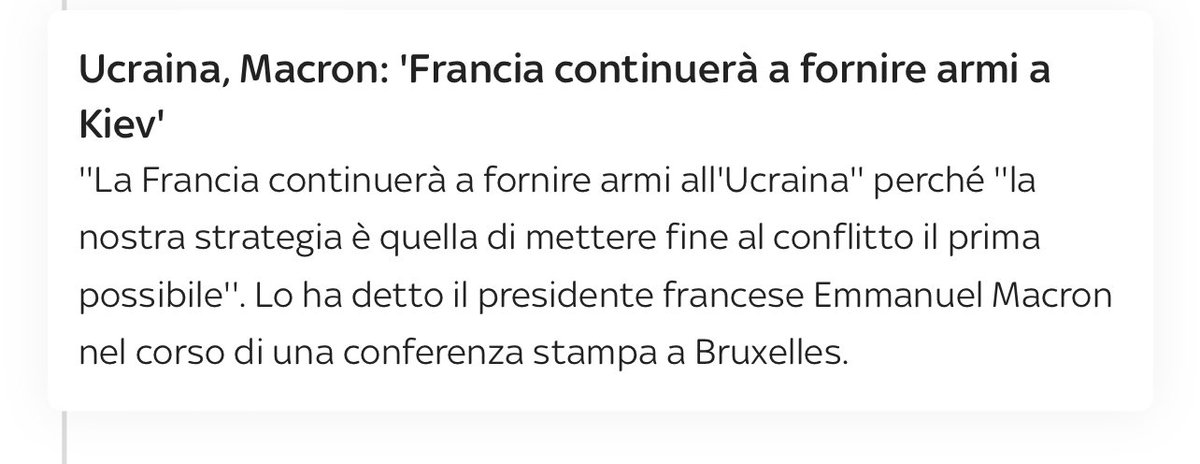 Ucraina, Macron: 'Francia continuerà a fornire armi a
Kiev'
"La Francia continuerà a fornire armi all'Ucraina" perché "la
nostra strategia è quella di mettere fine al conflitto il prima
possibile". Lo ha detto il presidente francese Emmanuel Macron
nel corso di una conferenza stampa a Bruxelles.